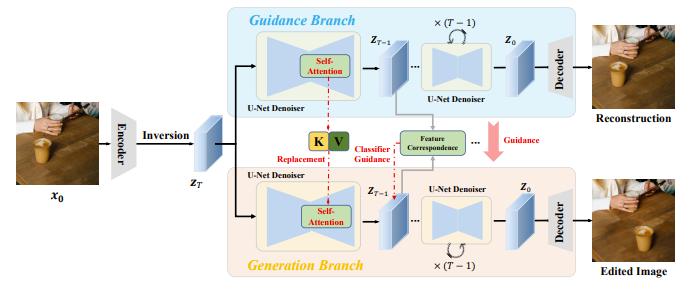 Guidance Branch
Z_{T−1}
× (T − 1)
Z_0
Self-
Attention
U-Net Denoiser
U-Net Denoiser
Decoder
Reconstruction
Encoder
Inversion
x_0
Z_T
K V
Replacement
Classifier
Guidance
Feature
Correspondence
Guidance
U-Net Denoiser
Z_{T−1}
U-Net Denoiser
Z_0
Self-
Attention
Decoder
× (T − 1)
Generation Branch
Edited Image